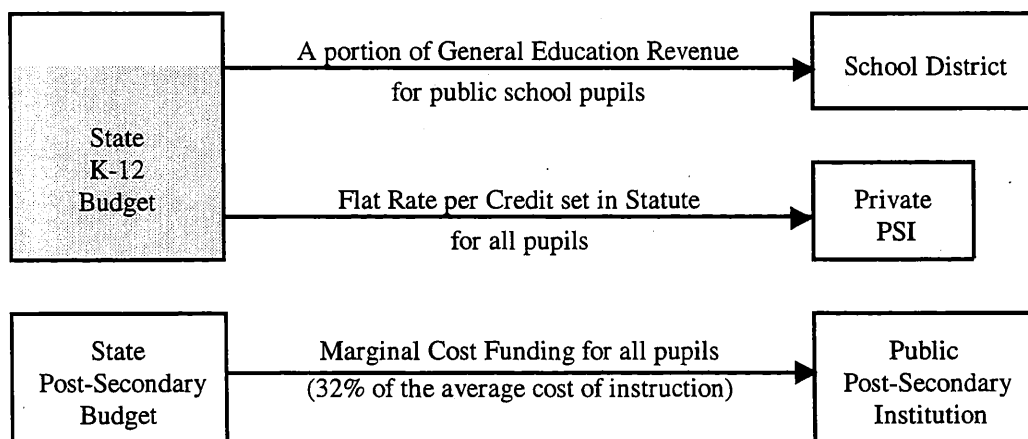 A portion of General Education Revenue
for public school pupils
School District
State
K-12
Budget
Flat Rate per Credit set in Statute
for all pupils
Private
PSI
State
Post-Secondary
Budget
Marginal Cost Funding for all pupils
(32% of the average cost of instruction)
Public
Post-Secondary
Institution